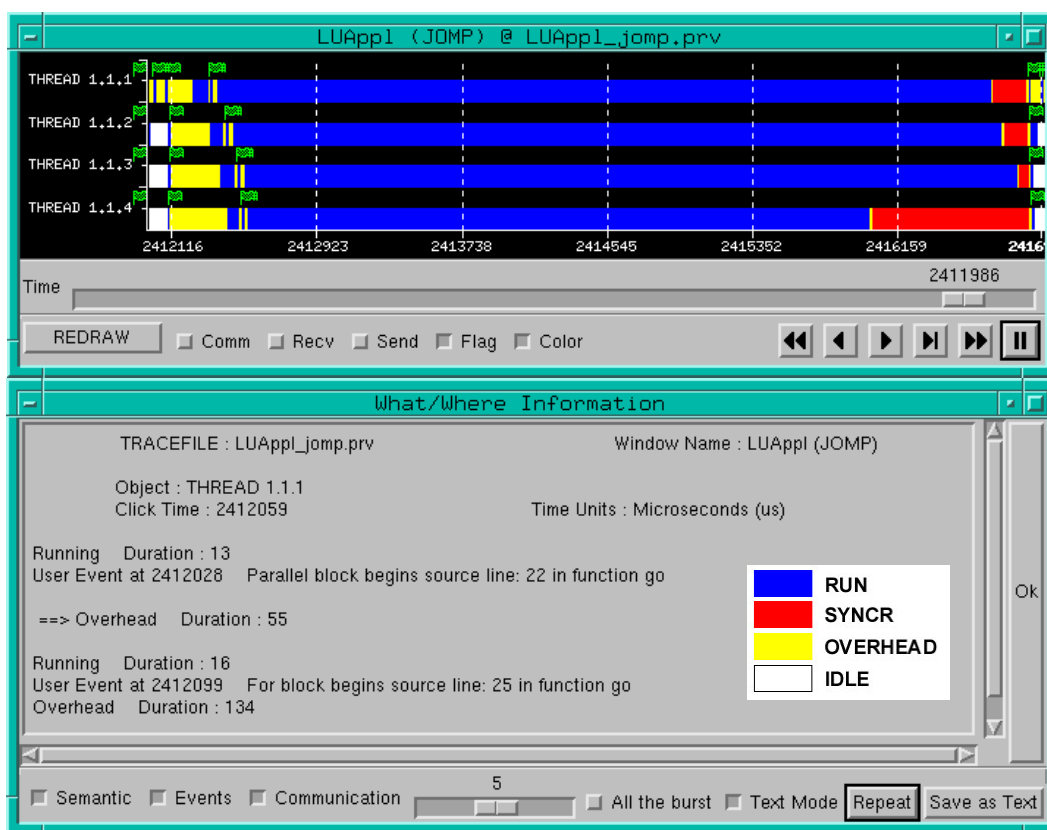 LUAppl (JOMP) @ LUAppl_jomp.prv
THREAD 1.1.1
THREAD 1.1.2
THREAD 1.1.3
THREAD 1.1.4
2412116 2412923 2413738 2414545 2415352 2416159 2416
2411986
Time
REDRAW Comm Recv Send Flag Color
What/Where Information
TRACEFILE : LUAppl_jomp.prv Window Name : LUAppl (JOMP)
Object : THREAD 1.1.1
Click Time : 2412059 Time Units : Microseconds (us)
Running Duration : 13
User Event at 2412028 Parallel block begins source line: 22 in function go
==> Overhead Duration : 55
Running Duration : 16
User Event at 2412099 For block begins source line: 25 in function go
Overhead Duration : 134
RUN
SYNCR
OVERHEAD
IDLE
Ok
5
Semantic Events Communication All the burst Text Mode Repeat Save as Text